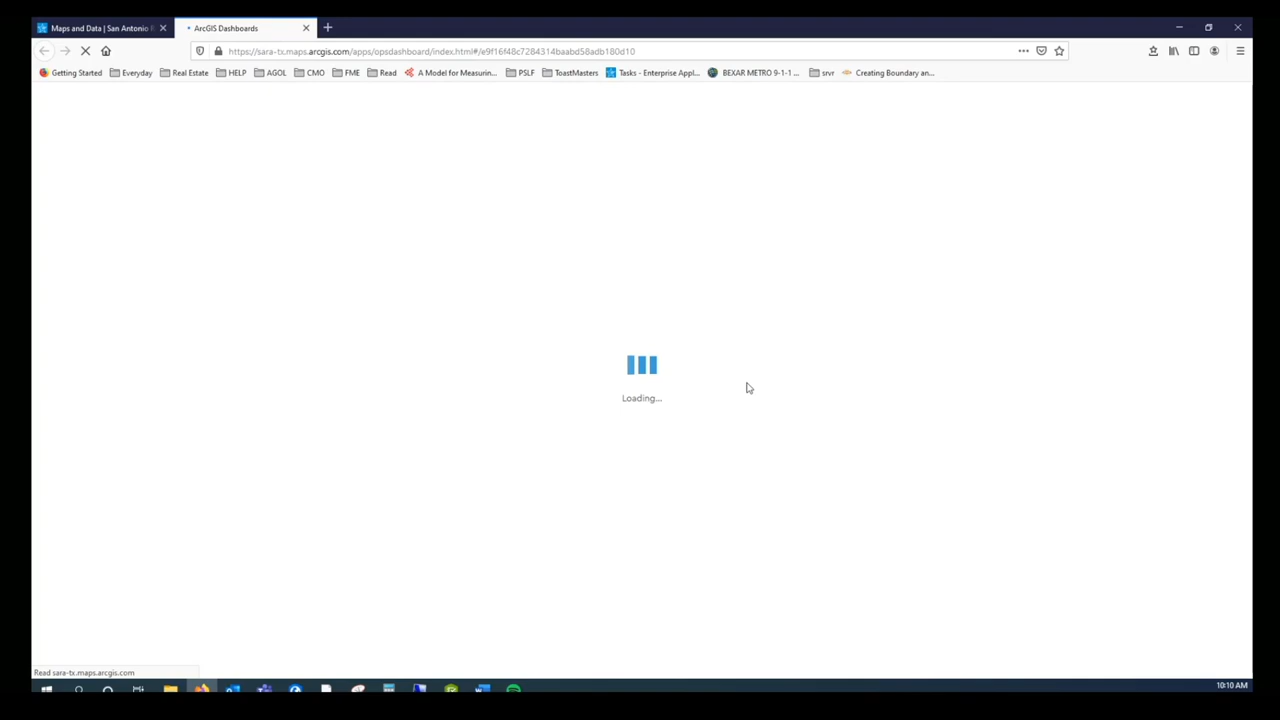 Maps and Data | San Antonio
ArcGIS Dashboards
https://sara-tx.maps.arcgis.com/apps/opsdashboard/index.html#/e9f16f48c7284314baabd58adb180d10
Getting Started Everyday Real Estate HELP AGOL CMO FME Read A Model for Measurin... PSLF ToastMasters Tasks - Enterprise Appl... BEXAR METRO 9-1-1 ... srvr Creating Boundary an...
Loading...
Read sara-tx.maps.arcgis.com
10:10 AM